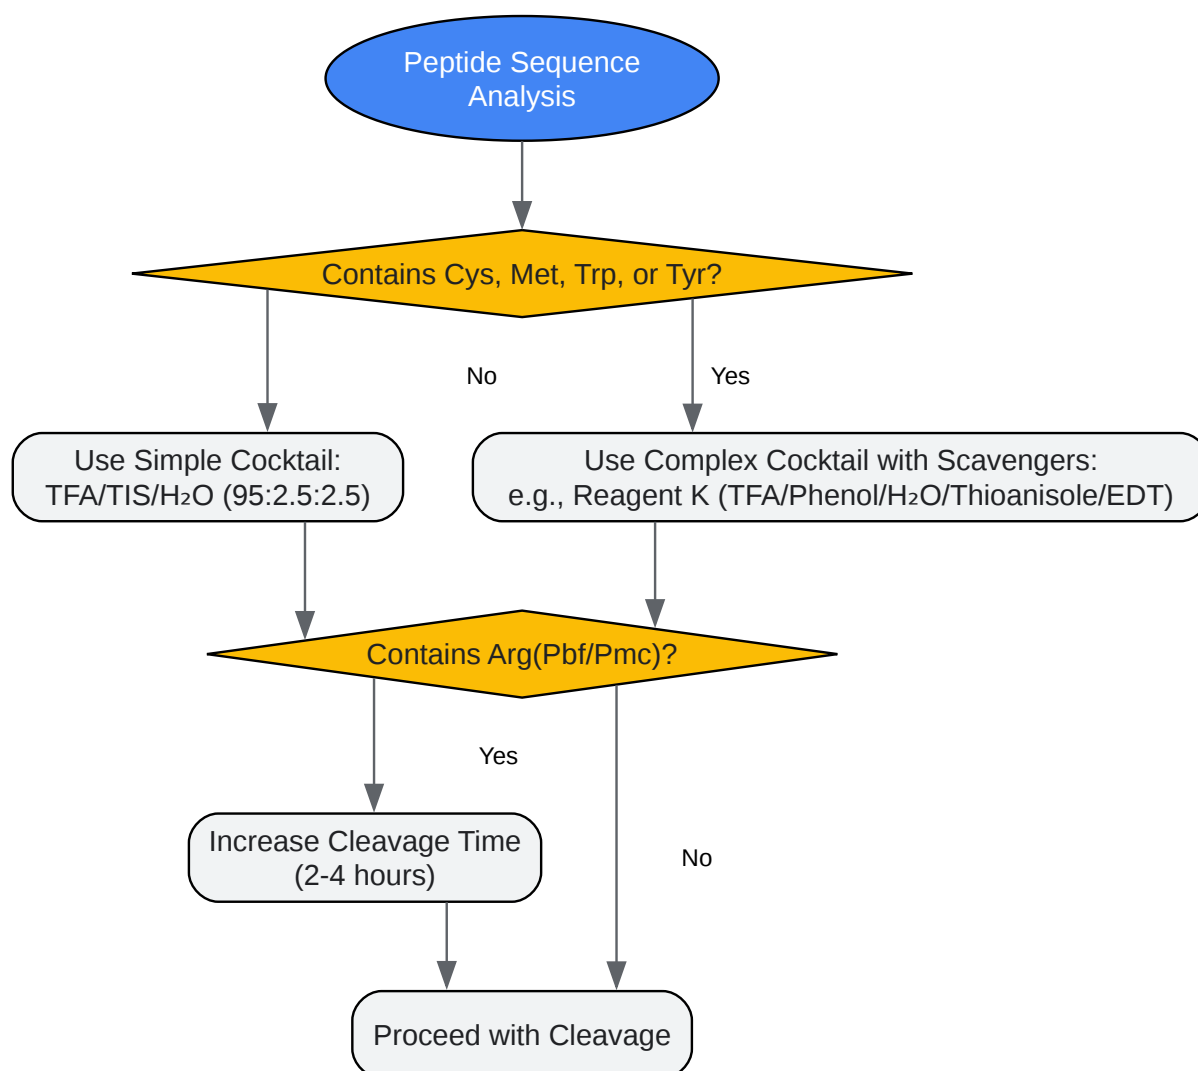 Peptide Sequence
Analysis
Contains Cys, Met, Trp, or Tyr?
No
Yes
Use Simple Cocktail:
TFA/TIS/H₂O (95:2.5:2.5)
Use Complex Cocktail with Scavengers:
e.g., Reagent K (TFA/Phenol/H₂O/Thioanisole/EDT)
Contains Arg(Pbf/Pmc)?
Yes
Increase Cleavage Time
(2-4 hours)
No
Proceed with Cleavage